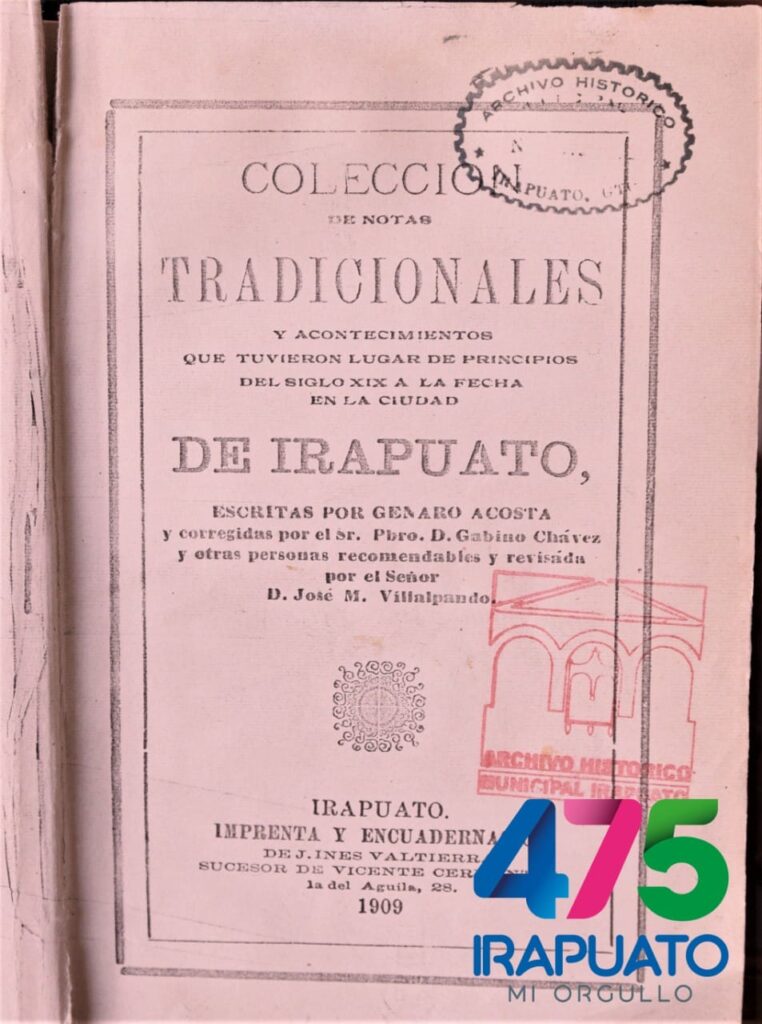 ARCHIVO HISTORICO
IRAPUATO, GTO.
COLECCION
DE NOTAS
TRADICIONALES
Y ACONTECIMIENTOS
QUE TUVIERON LUGAR DE PRINCIPIOS
DEL SIGLO XIX A LA FECHA
EN LA CIUDAD
DE IRAPUATO,
ESCRITAS POR GENARO ACOSTA
y corregidas por el Sr. Pbro. D. Gabino Chávez
y otras personas recomendables y revisada
por el Señor
D. José M. Villalpando.
ARCHIVO HISTORICO
MUNICIPAL IRAPUATO
IRAPUATO.
IMPRENTA Y
DE J. INES VALTIERRA
SUCESOR DE VICENTE
1a del Aguila, 28.
1909
475
IRAPUATO
MI ORGULLO